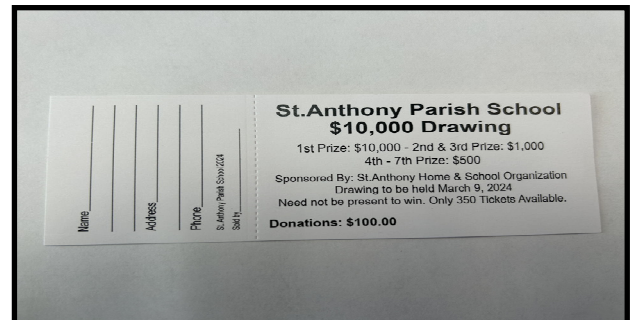 St.Anthony Parish School
$10,000 Drawing
1st Prize: $10,000 - 2nd & 3rd Prize: $1,000
4th - 7th Prize: $500
Sponsored By: St.Anthony Home & School Organization
Drawing to be held March 9, 2024
Need not be present to win. Only 350 Tickets Available.
Donations: $100.00
Name
Address
Phone
St. Anthony Parish School 2024
Sold by